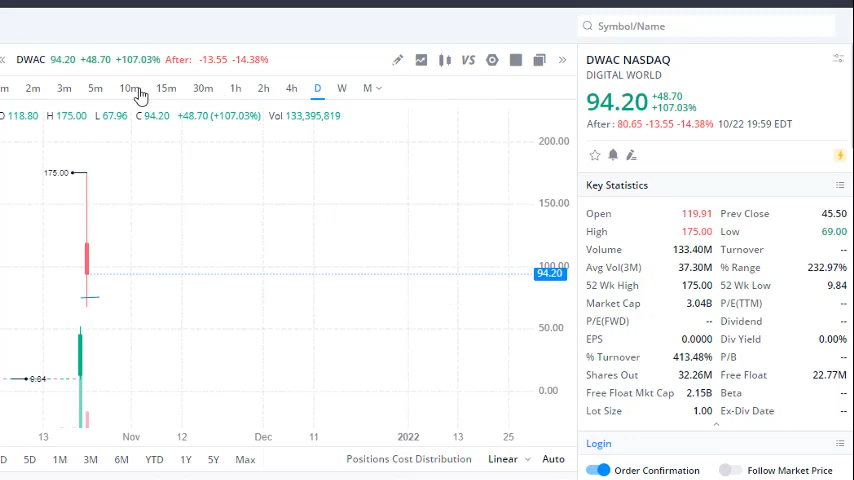 Symbol/Name
DWAC 94.20 +48.70 +107.03% After: -13.55 -14.38% VS
m 2m 3m 5m 10m 15m 30m 1h 2h 4h D W M
O 118.80 H 175.00 L 67.96 C 94.20 +48.70 (+107.03%) Vol 133,395,819
200.00
175.00
150.00
100.00
94.20
50.00
9.84
0.00
13 Nov 12 Dec 11 2022 13 25
D 5D 1M 3M 6M YTD 1Y 5Y Max Positions Cost Distribution Linear Auto
DWAC NASDAQ
DIGITAL WORLD
94.20 +48.70
+107.03%
After : 80.65 -13.55 -14.38% 10/22 19:59 EDT
Key Statistics
Open 119.91 Prev Close 45.50
High 175.00 Low 69.00
Volume 133.40M Turnover --
Avg Vol(3M) 37.30M % Range 232.97%
52 Wk High 175.00 52 Wk Low 9.84
Market Cap 3.04B P/E(TTM) --
P/E(FWD) -- Dividend --
EPS 0.0000 Div Yield 0.00%
% Turnover 413.48% P/B --
Shares Out 32.26M Free Float 22.77M
Free Float Mkt Cap 2.15B Beta --
Lot Size 1.00 Ex-Div Date --
Login
Order Confirmation Follow Market Price